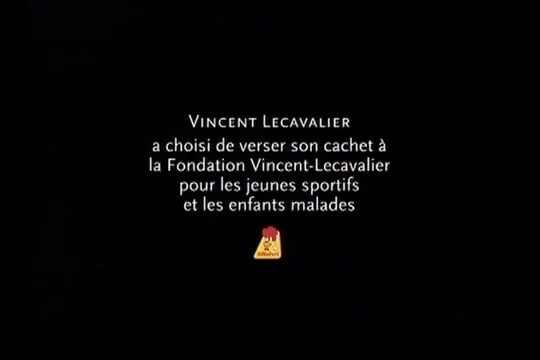 VINCENT LECAVALIER
a choisi de verser son cachet à
la Fondation Vincent-Lecavalier
pour les jeunes sportifs
et les enfants malades